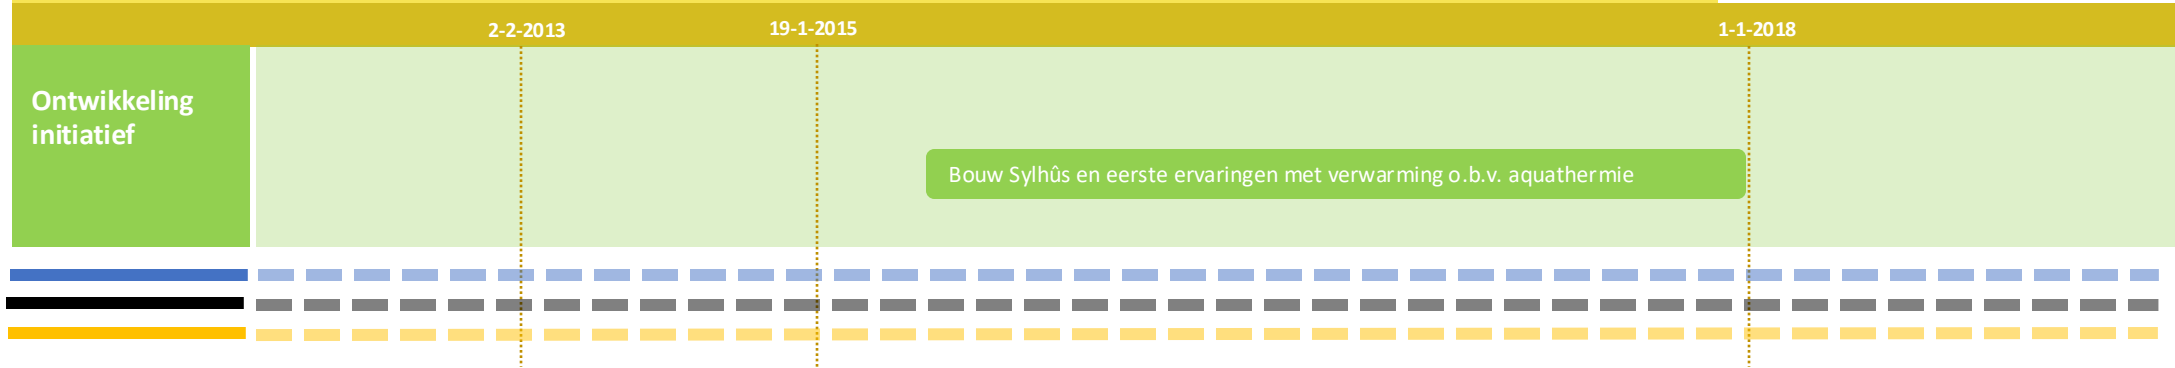 2-2-2013
19-1-2015
1-1-2018
Ontwikkeling
initiatief
Bouw Sylhûs en eerste ervaringen met verwarming o.b.v. aquathermie